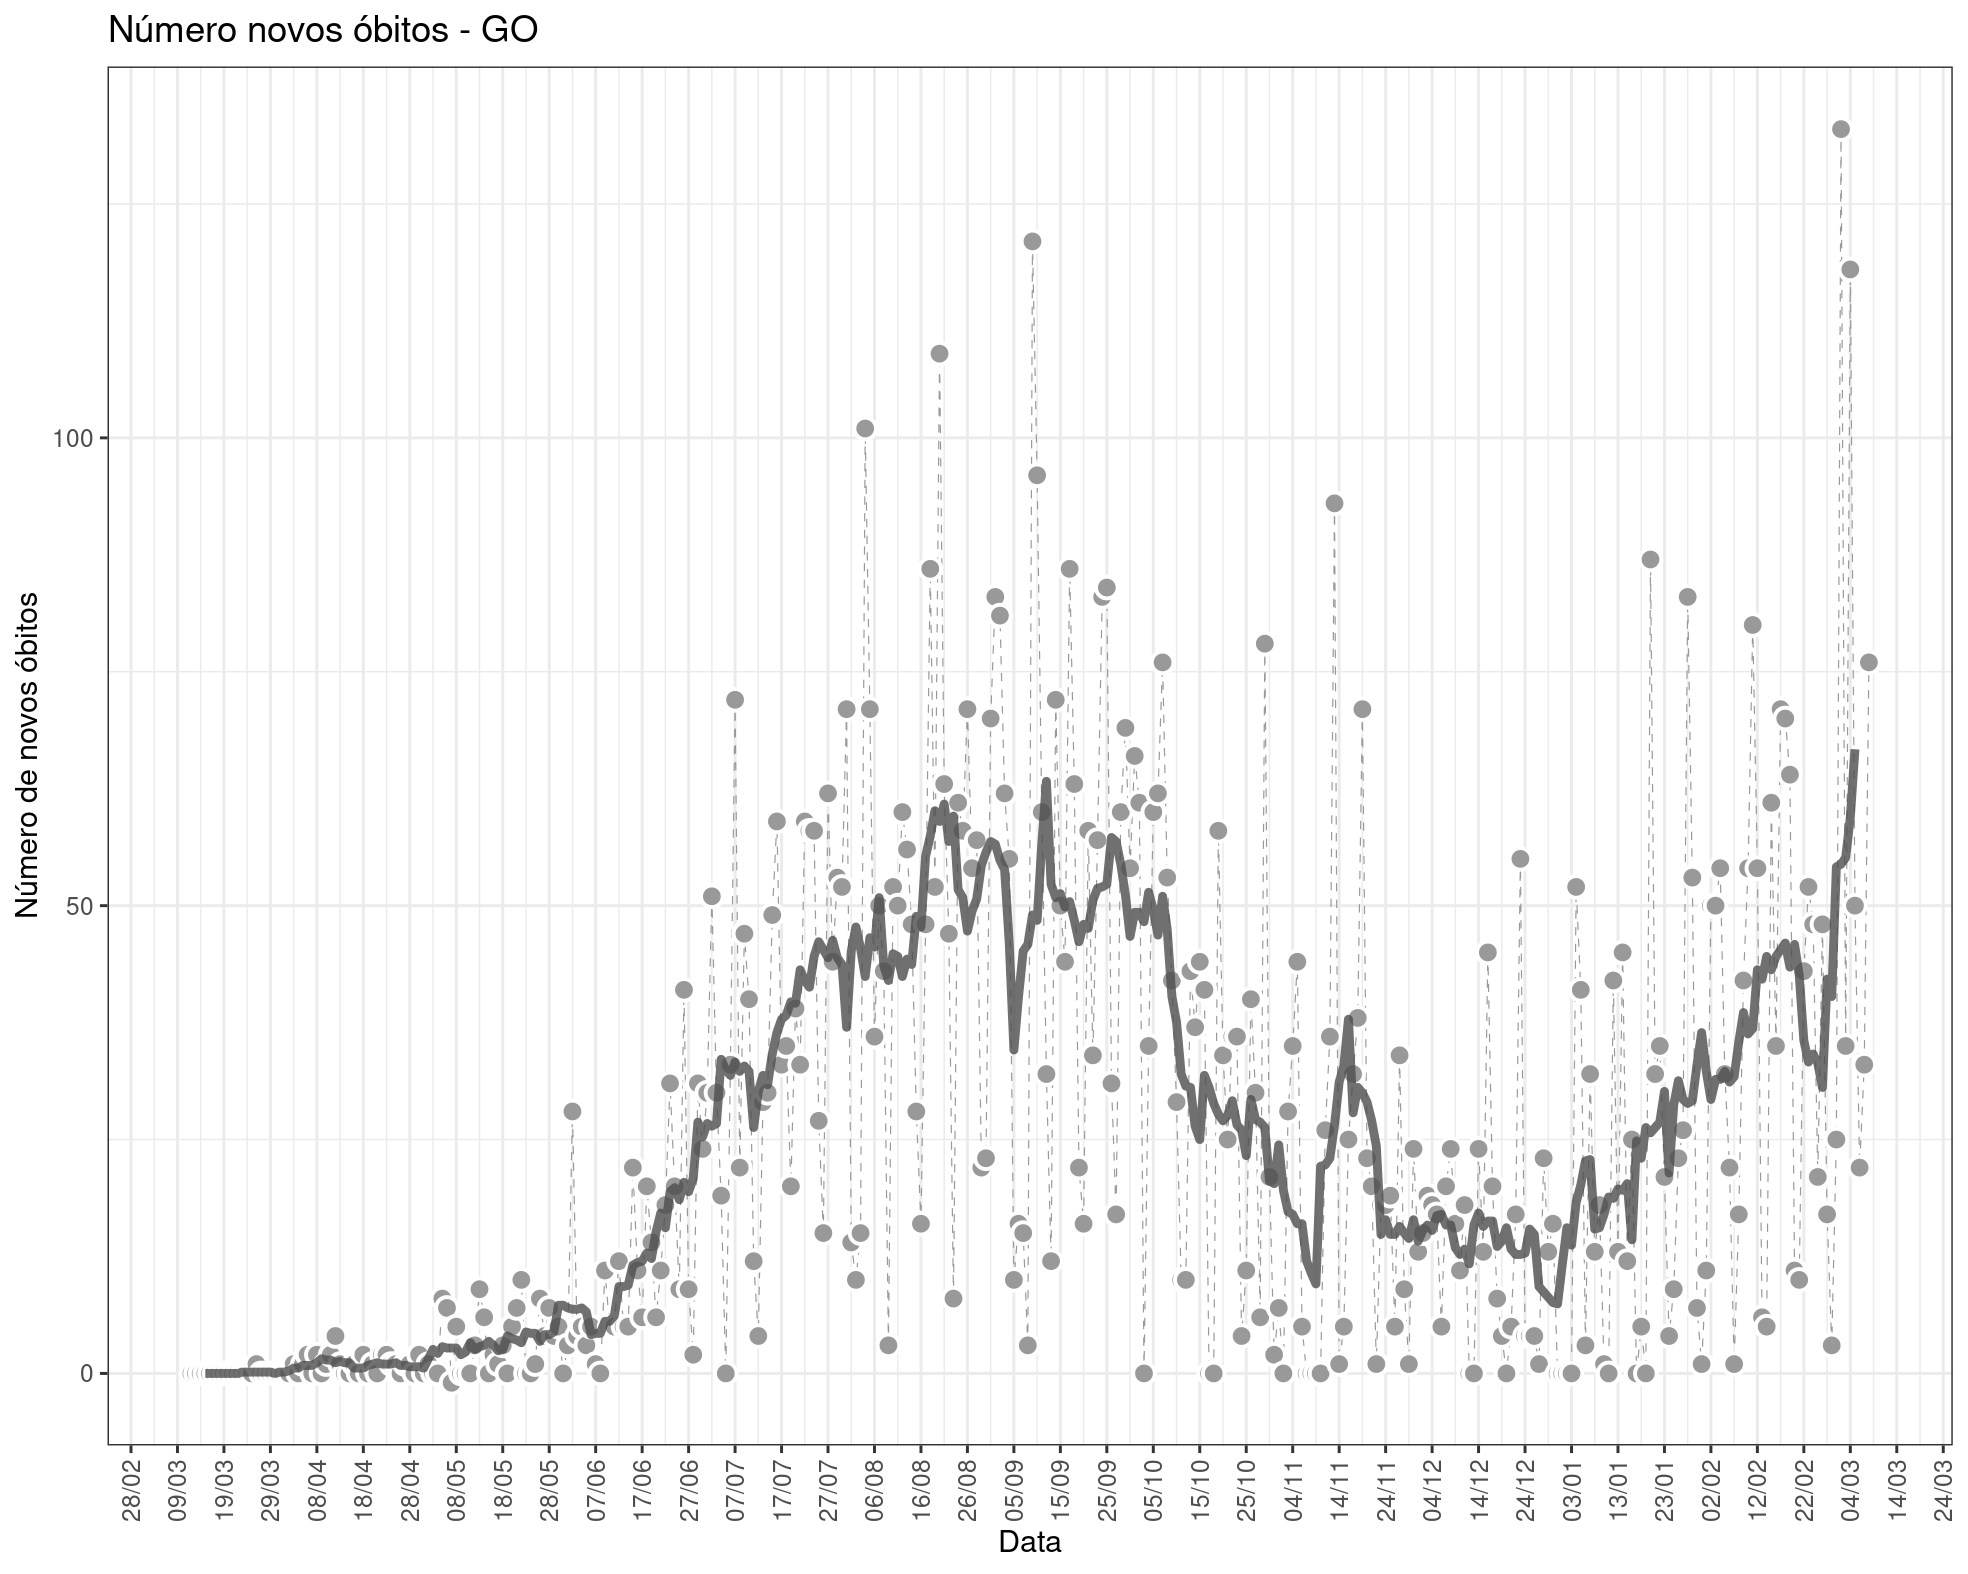 Número novos óbitos - GO
Número de novos óbitos
100
50
0
28/02 09/03 19/03 29/03 08/04 18/04 28/04 08/05 18/05 28/05 07/06 17/06 27/06 07/07 17/07 27/07 06/08 16/08 26/08 05/09 15/09 25/09 05/10 15/10 25/10 04/11 14/11 24/11 04/12 14/12 24/12 03/01 13/01 23/01 02/02 12/02 22/02 04/03 14/03 24/03
Data